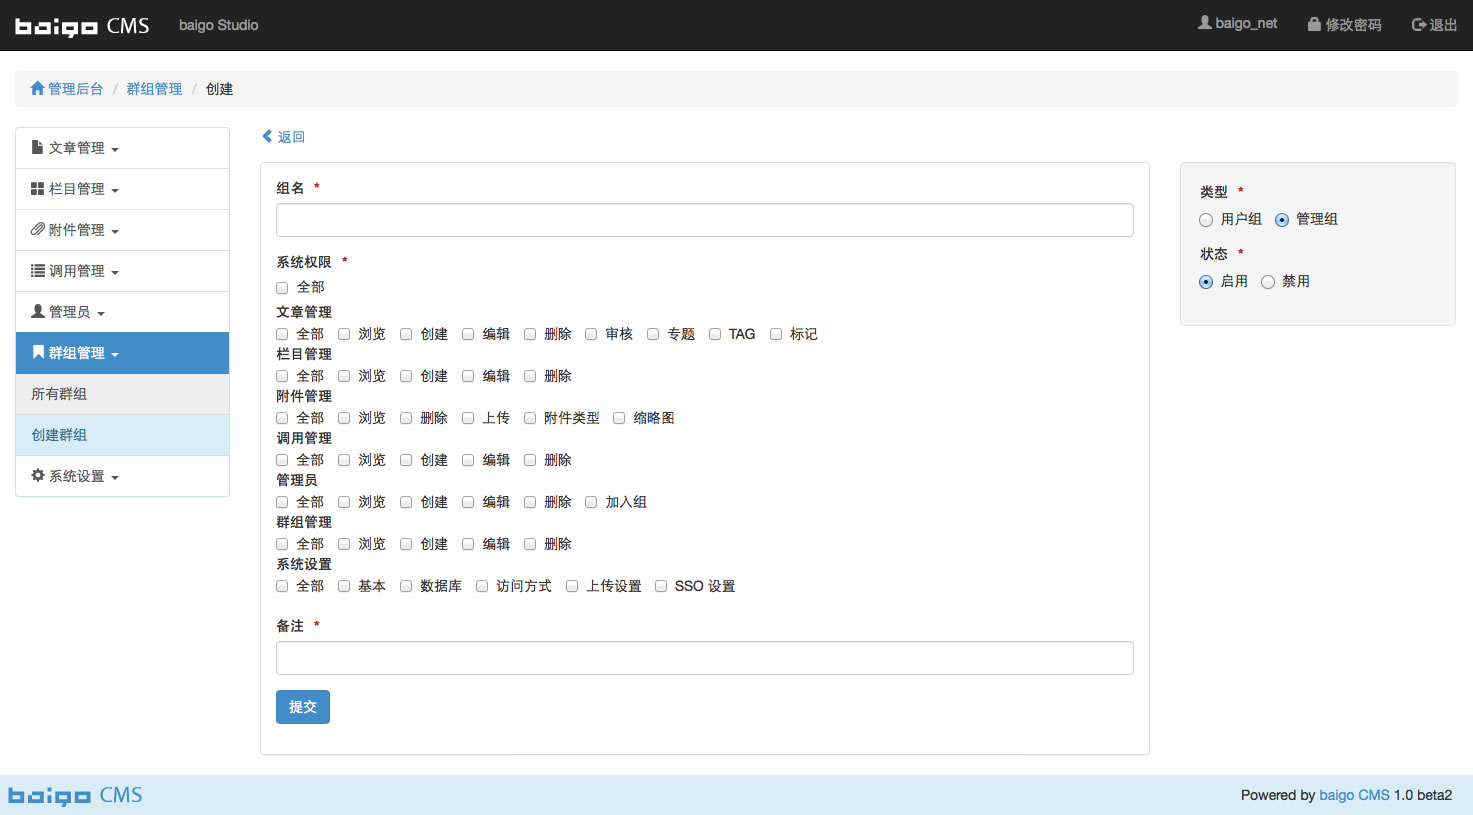 baigo CMS baigo Studio baigo_net 修改密码 退出
管理后台 / 群组管理 / 创建
文章管理
栏目管理
附件管理
调用管理
管理员
群组管理
所有群组
创建群组
系统设置
返回
组名 *
系统权限 *
全部
文章管理
全部 浏览 创建 编辑 删除 审核 专题 TAG 标记
栏目管理
全部 浏览 创建 编辑 删除
附件管理
全部 浏览 删除 上传 附件类型 缩略图
调用管理
全部 浏览 创建 编辑 删除
管理员
全部 浏览 创建 编辑 删除 加入组
群组管理
全部 浏览 创建 编辑 删除
系统设置
全部 基本 数据库 访问方式 上传设置 SSO 设置
备注 *
提交
类型 *
用户组 管理组
状态 *
启用 禁用
baigo CMS Powered by baigo CMS 1.0 beta2